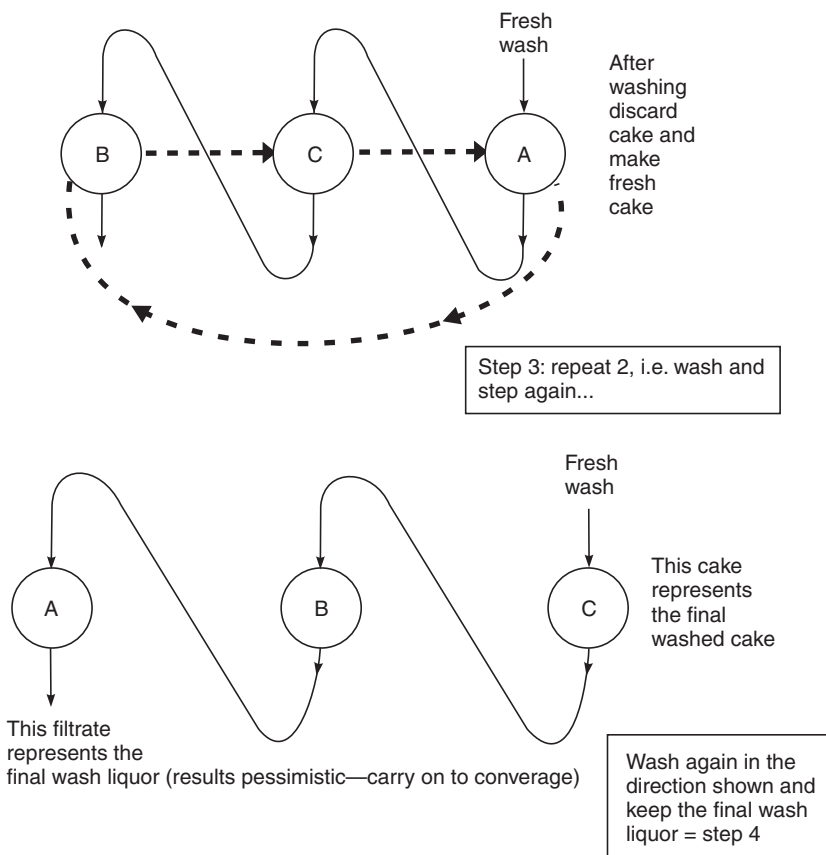 Fresh
wash
After
washing
discard
cake and
make
fresh
cake
B
C
A
Step 3: repeat 2, i.e. wash and
step again...
Fresh
wash
A
B
C
This cake
represents
the final
washed cake
This filtrate
represents the
final wash liquor (results pessimistic—carry on to converage)
Wash again in the
direction shown and
keep the final wash
liquor = step 4